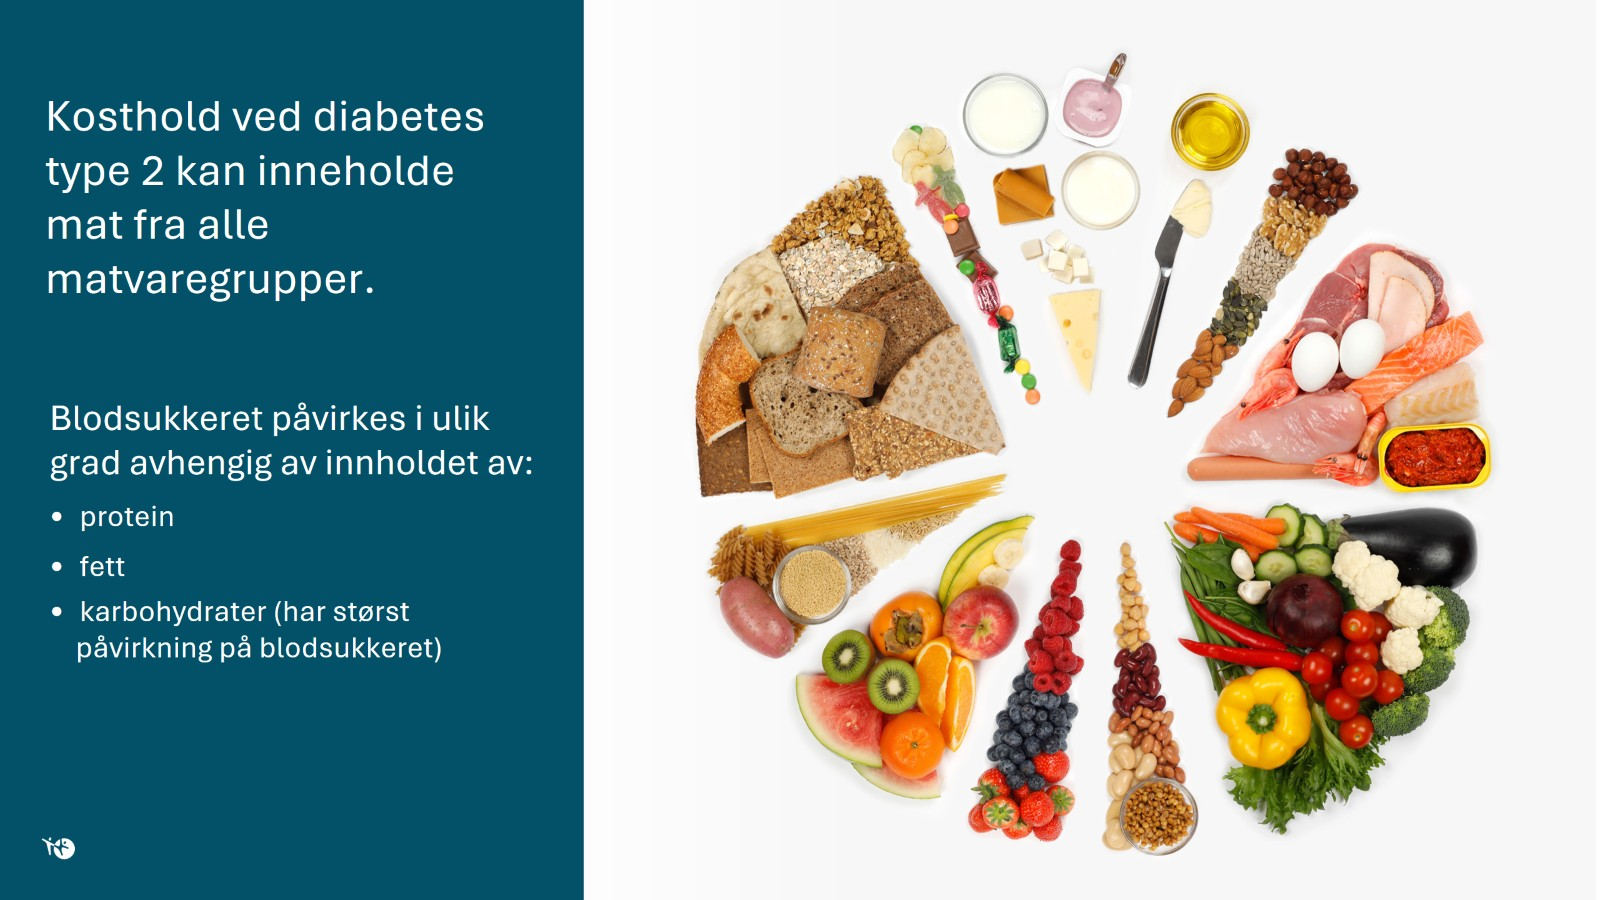 Kosthold ved diabetes
type 2 kan inneholde
mat fra alle
matvaregrupper.
Blodsukkeret påvirkes i ulik
grad avhengig av innholdet av:
• protein
• fett
• karbohydrater (har størst
påvirkning på blodsukkeret)